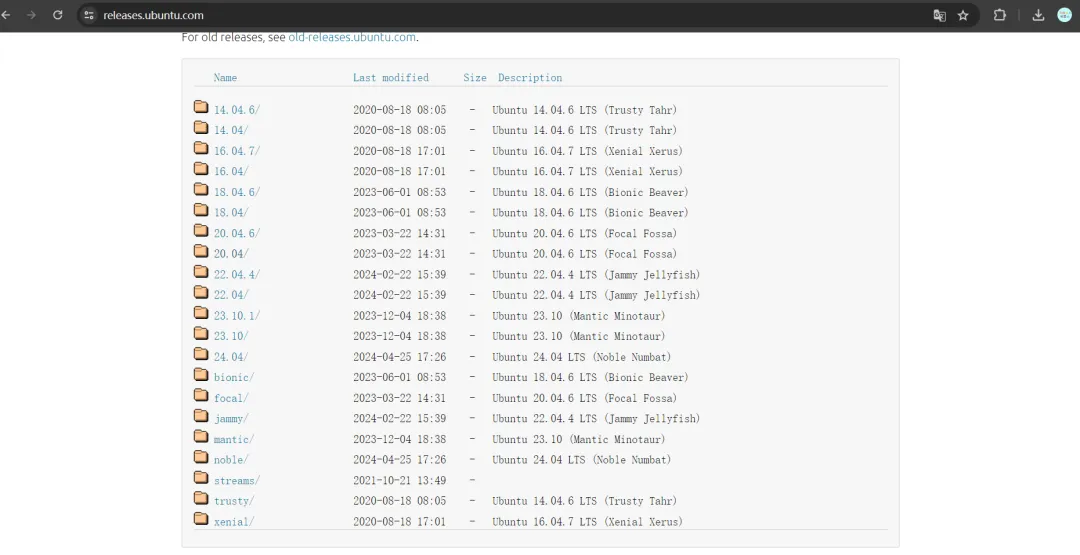 releases.ubuntu.com
For old releases, see old-releases.ubuntu.com.
Name Last modified Size Description
14.04.6/ 2020-08-18 08:05 - Ubuntu 14.04.6 LTS (Trusty Tahr)
14.04/ 2020-08-18 08:05 - Ubuntu 14.04.6 LTS (Trusty Tahr)
16.04.7/ 2020-08-18 17:01 - Ubuntu 16.04.7 LTS (Xenial Xerus)
16.04/ 2020-08-18 17:01 - Ubuntu 16.04.7 LTS (Xenial Xerus)
18.04.6/ 2023-06-01 08:53 - Ubuntu 18.04.6 LTS (Bionic Beaver)
18.04/ 2023-06-01 08:53 - Ubuntu 18.04.6 LTS (Bionic Beaver)
20.04.6/ 2023-03-22 14:31 - Ubuntu 20.04.6 LTS (Focal Fossa)
20.04/ 2023-03-22 14:31 - Ubuntu 20.04.6 LTS (Focal Fossa)
22.04.4/ 2024-02-22 15:39 - Ubuntu 22.04.4 LTS (Jammy Jellyfish)
22.04/ 2024-02-22 15:39 - Ubuntu 22.04.4 LTS (Jammy Jellyfish)
23.10.1/ 2023-12-04 18:38 - Ubuntu 23.10 (Mantic Minotaur)
23.10/ 2023-12-04 18:38 - Ubuntu 23.10 (Mantic Minotaur)
24.04/ 2024-04-25 17:26 - Ubuntu 24.04 LTS (Noble Numbat)
bionic/ 2023-06-01 08:53 - Ubuntu 18.04.6 LTS (Bionic Beaver)
focal/ 2023-03-22 14:31 - Ubuntu 20.04.6 LTS (Focal Fossa)
jammy/ 2024-02-22 15:39 - Ubuntu 22.04.4 LTS (Jammy Jellyfish)
mantic/ 2023-12-04 18:38 - Ubuntu 23.10 (Mantic Minotaur)
noble/ 2024-04-25 17:26 - Ubuntu 24.04 LTS (Noble Numbat)
streams/ 2021-10-21 13:49 -
trusty/ 2020-08-18 08:05 - Ubuntu 14.04.6 LTS (Trusty Tahr)
xenial/ 2020-08-18 17:01 - Ubuntu 16.04.7 LTS (Xenial Xerus)